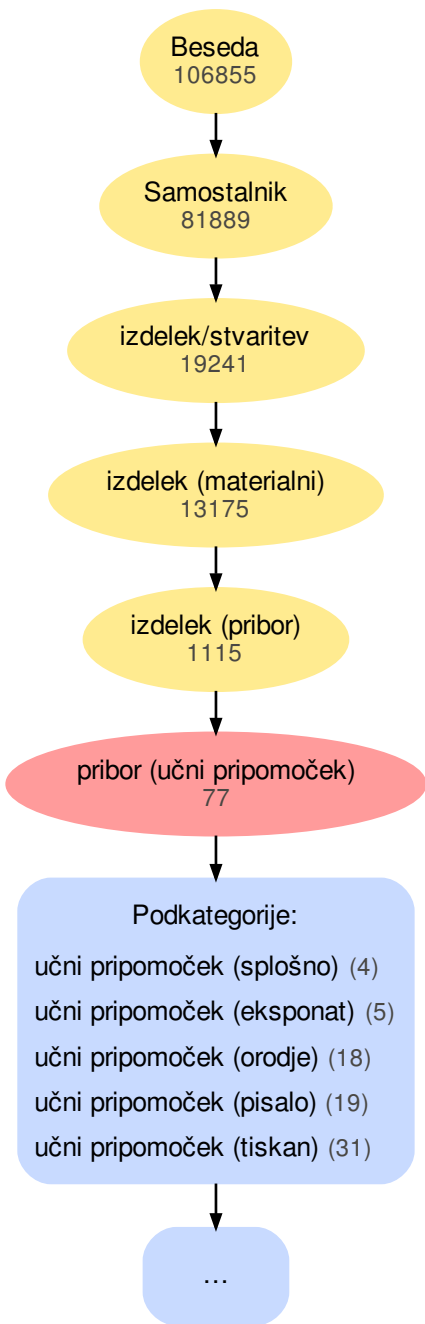 Beseda
106855
Samostalnik
81889
izdelek/stvaritev
19241
izdelek (materialni)
13175
izdelek (pribor)
1115
pribor (učni pripomoček)
77
Podkategorije:
učni pripomoček (splošno) (4)
učni pripomoček (eksponat) (5)
učni pripomoček (orodje) (18)
učni pripomoček (pisalo) (19)
učni pripomoček (tiskan) (31)
...